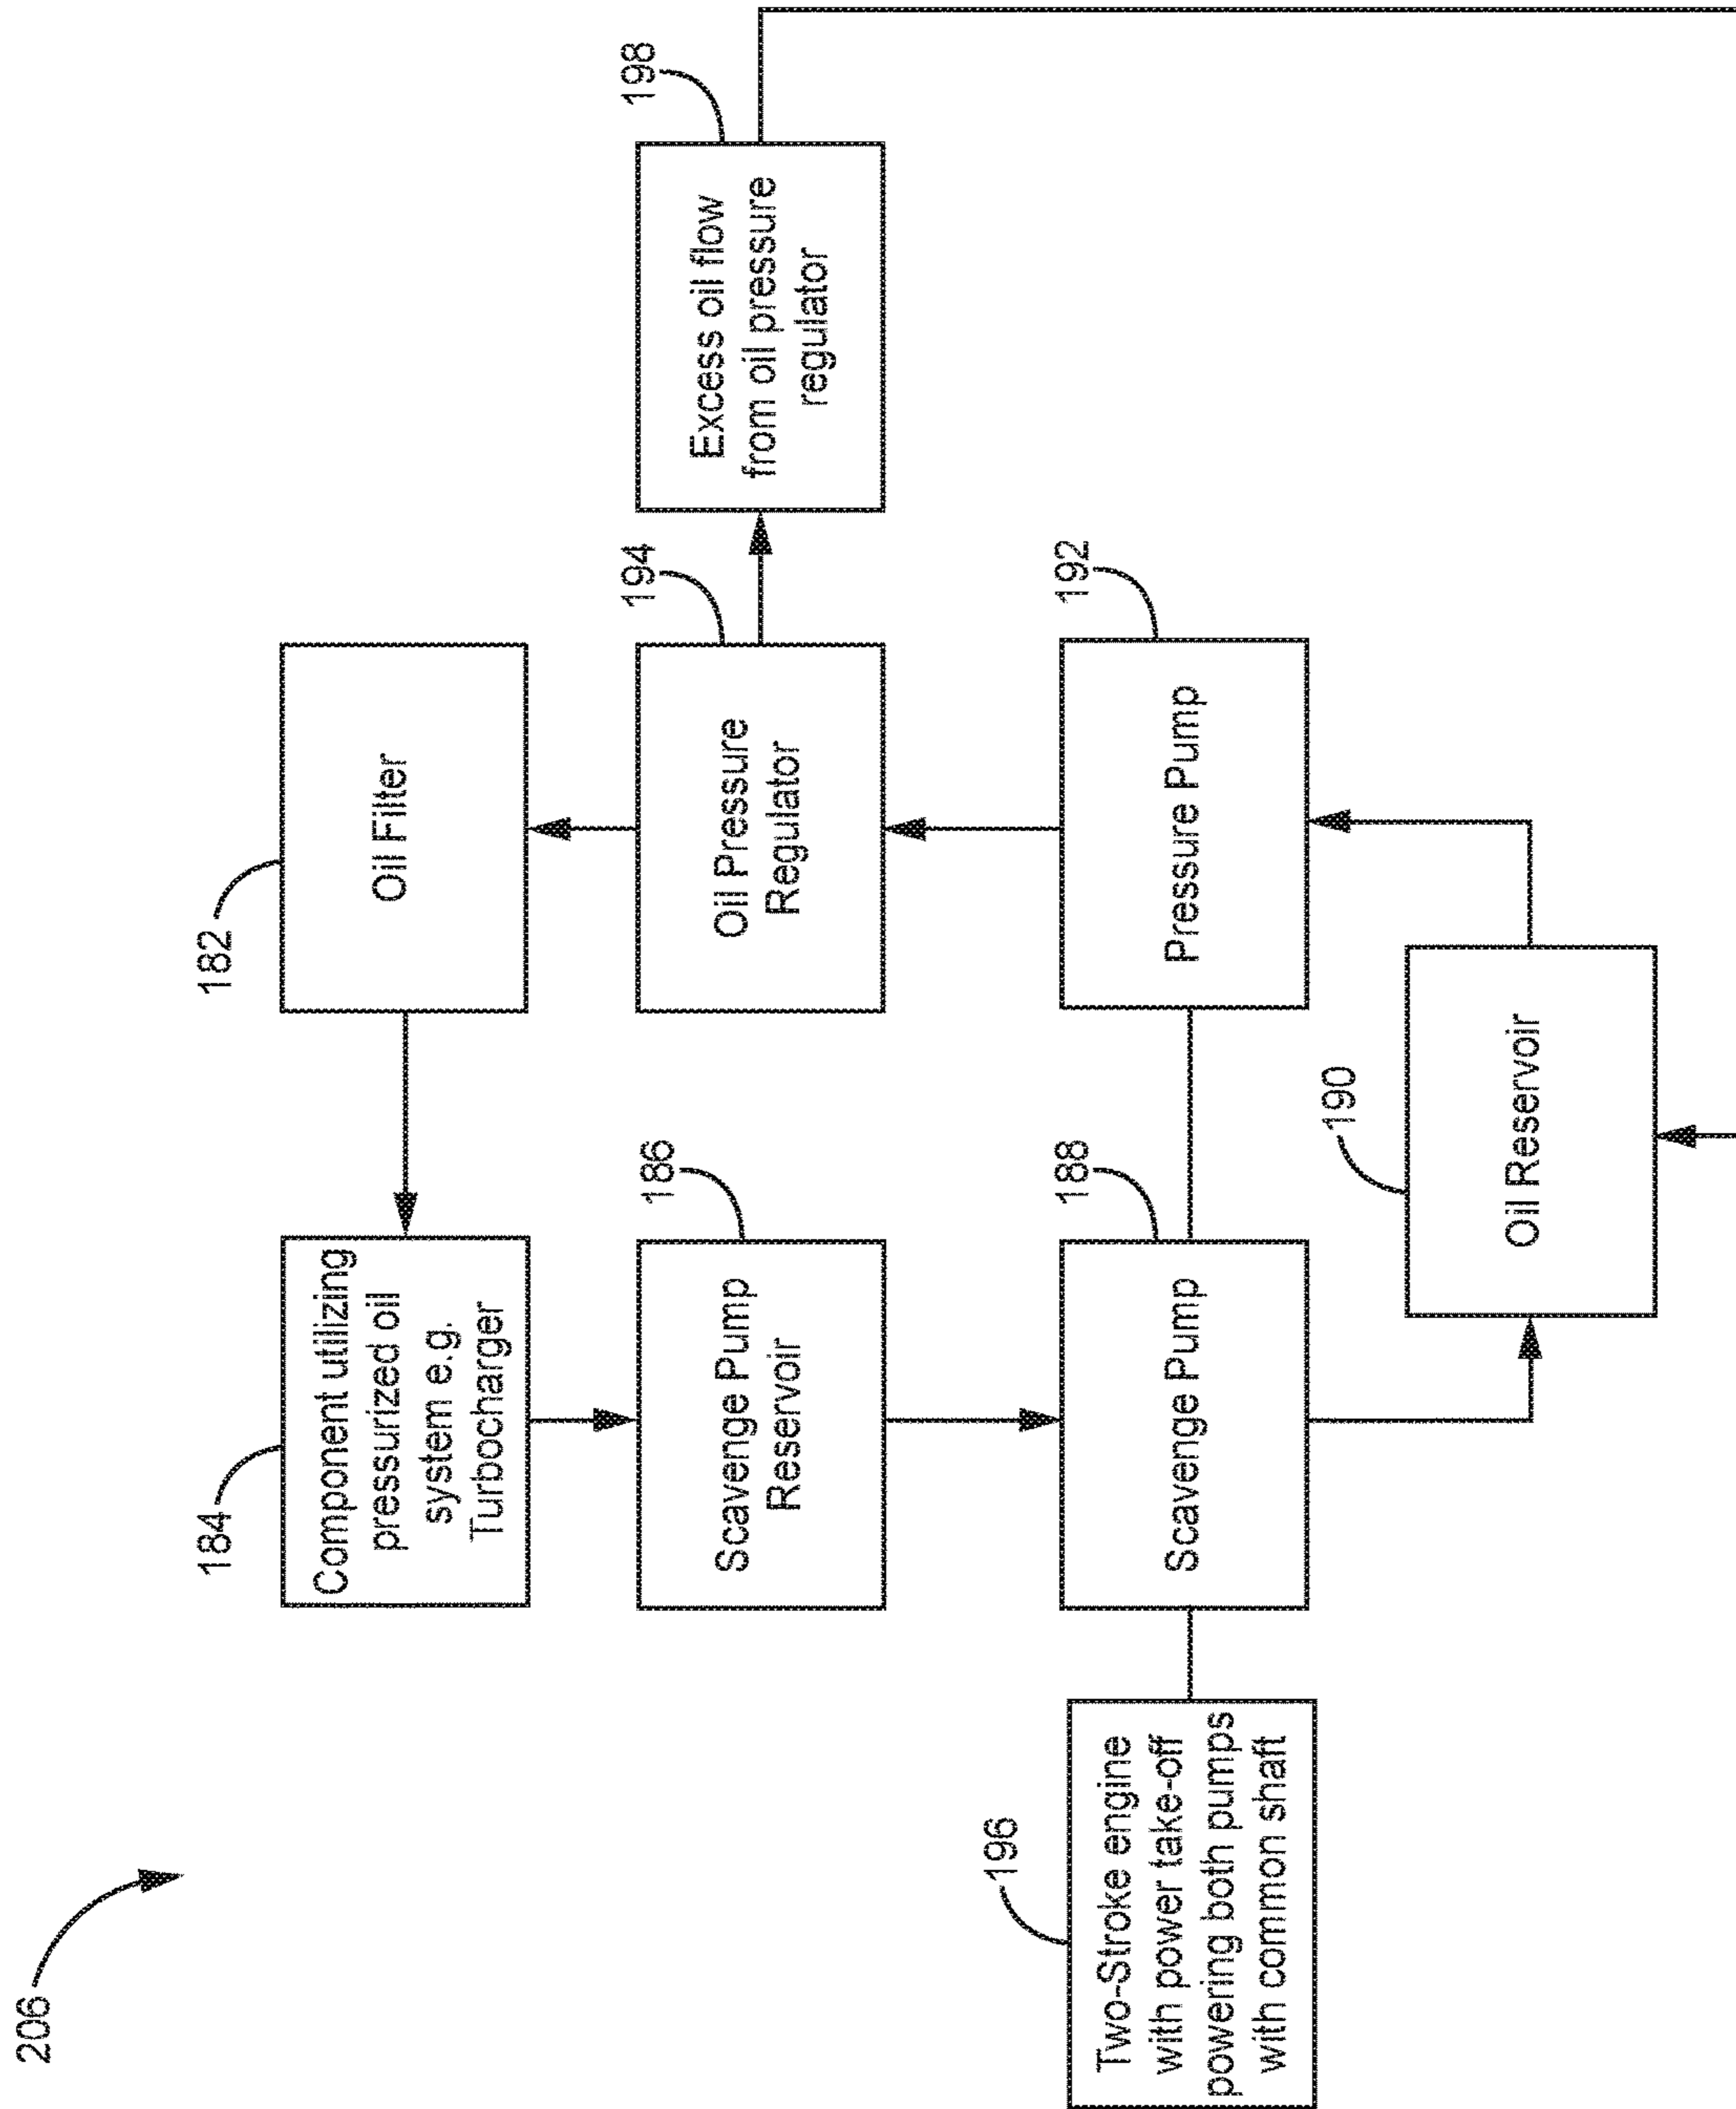 206
184
Component utilizing
pressurized oil
system e.g.
Turbocharger
182
Oil Filter
186
Scavenge Pump
Reservoir
194
Oil Pressure
Regulator
198
Excess oil flow
from oil pressure
regulator
196
Two-Stroke engine
with power take-off
powering both pumps
with common shaft
188
Scavenge Pump
192
Pressure Pump
190
Oil Reservoir